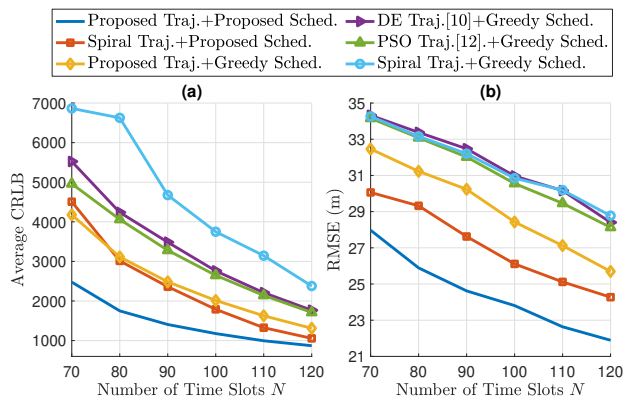 Proposed Traj.+Proposed Sched.
Spiral Traj.+Proposed Sched.
Proposed Traj.+Greedy Sched.
DE Traj.[10]+Greedy Sched.
PSO Traj.[12].+Greedy Sched.
Spiral Traj.+Greedy Sched.
(a)
Average CRLB
7000
6000
5000
4000
3000
2000
1000
70 80 90 100 110 120
Number of Time Slots N
(b)
RMSE (m)
35
33
31
29
27
25
23
21
70 80 90 100 110 120
Number of Time Slots N